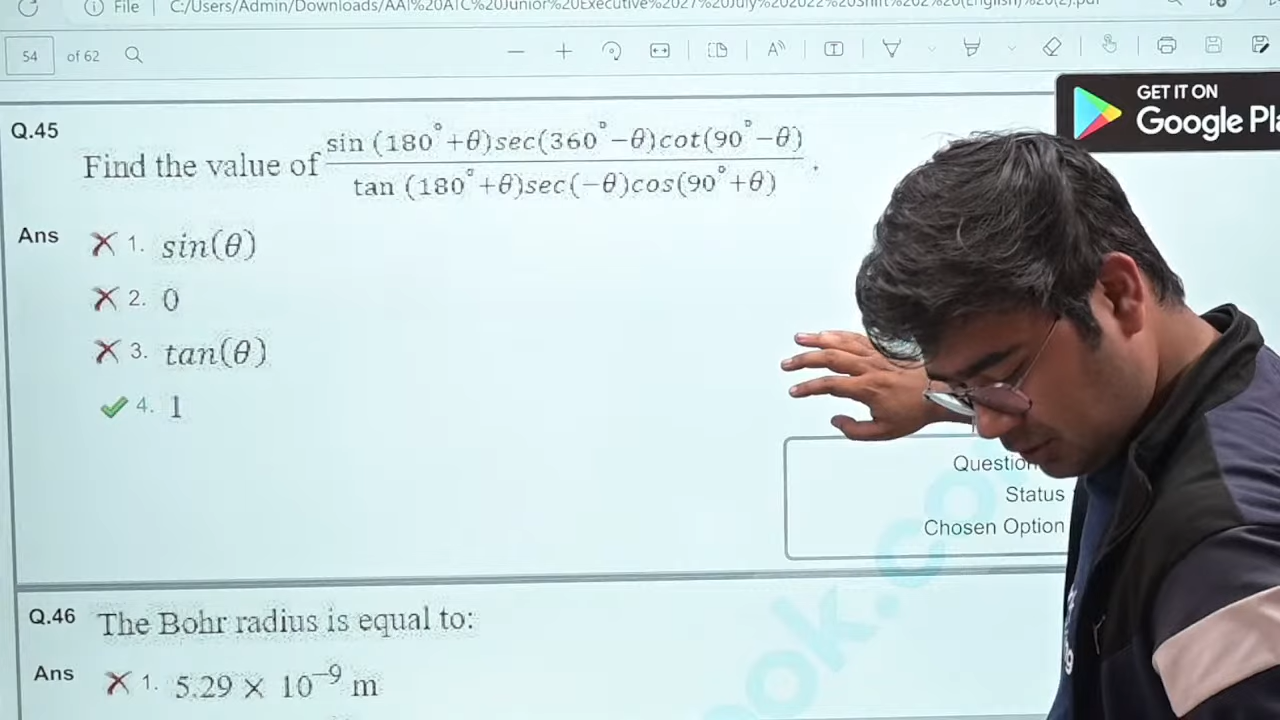 File | C:/Users/Admin/Downloads/AAI%20ATC%20Junior%20Executive%2027%20July%202022%20Shift%202%20(English)%20(2).pdf
54 of 62
GET IT ON
Google Pla
Q.45
Find the value of sin (180° +θ)sec(360° −θ)cot(90° −θ)
tan (180° +θ)sec(−θ)cos(90° +θ) .
Ans
1. sin(θ)
2. 0
3. tan(θ)
4. 1
Question
Status
Chosen Option
Q.46 The Bohr radius is equal to:
Ans
1. 5.29 × 10⁻⁹ m